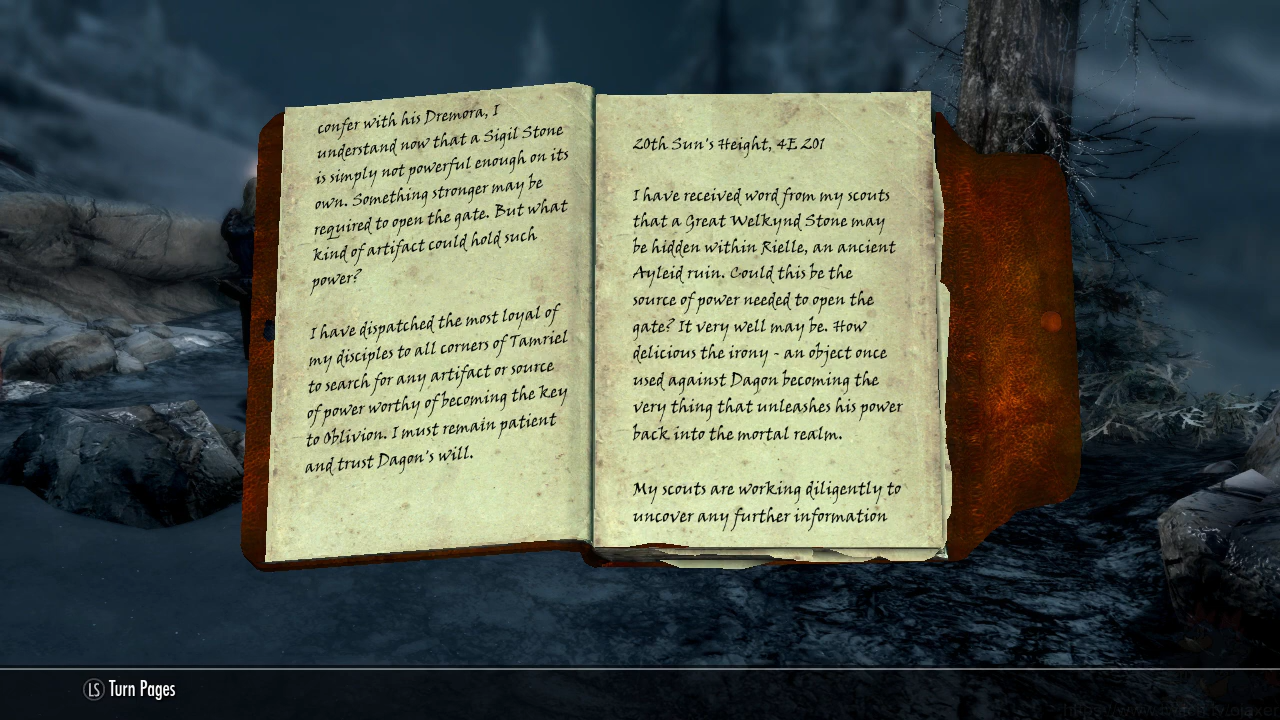 confer with his Dremora, I
understand now that a Sigil Stone
is simply not powerful enough on its
own. Something stronger may be
required to open the gate. But what
kind of artifact could hold such
power?
I have dispatched the most loyal of
my disciples to all corners of Tamriel
to search for any artifact or source
of power worthy of becoming the key
to Oblivion. I must remain patient
and trust Dagon's will.
20th Sun's Height, 4E 201
I have received word from my scouts
that a Great Welkynd Stone may
be hidden within Rielle, an ancient
Ayleid ruin. Could this be the
source of power needed to open the
gate? It very well may be. How
delicious the irony - an object once
used against Dagon becoming the
very thing that unleashes his power
back into the mortal realm.
My scouts are working diligently to
uncover any further information
LS Turn Pages